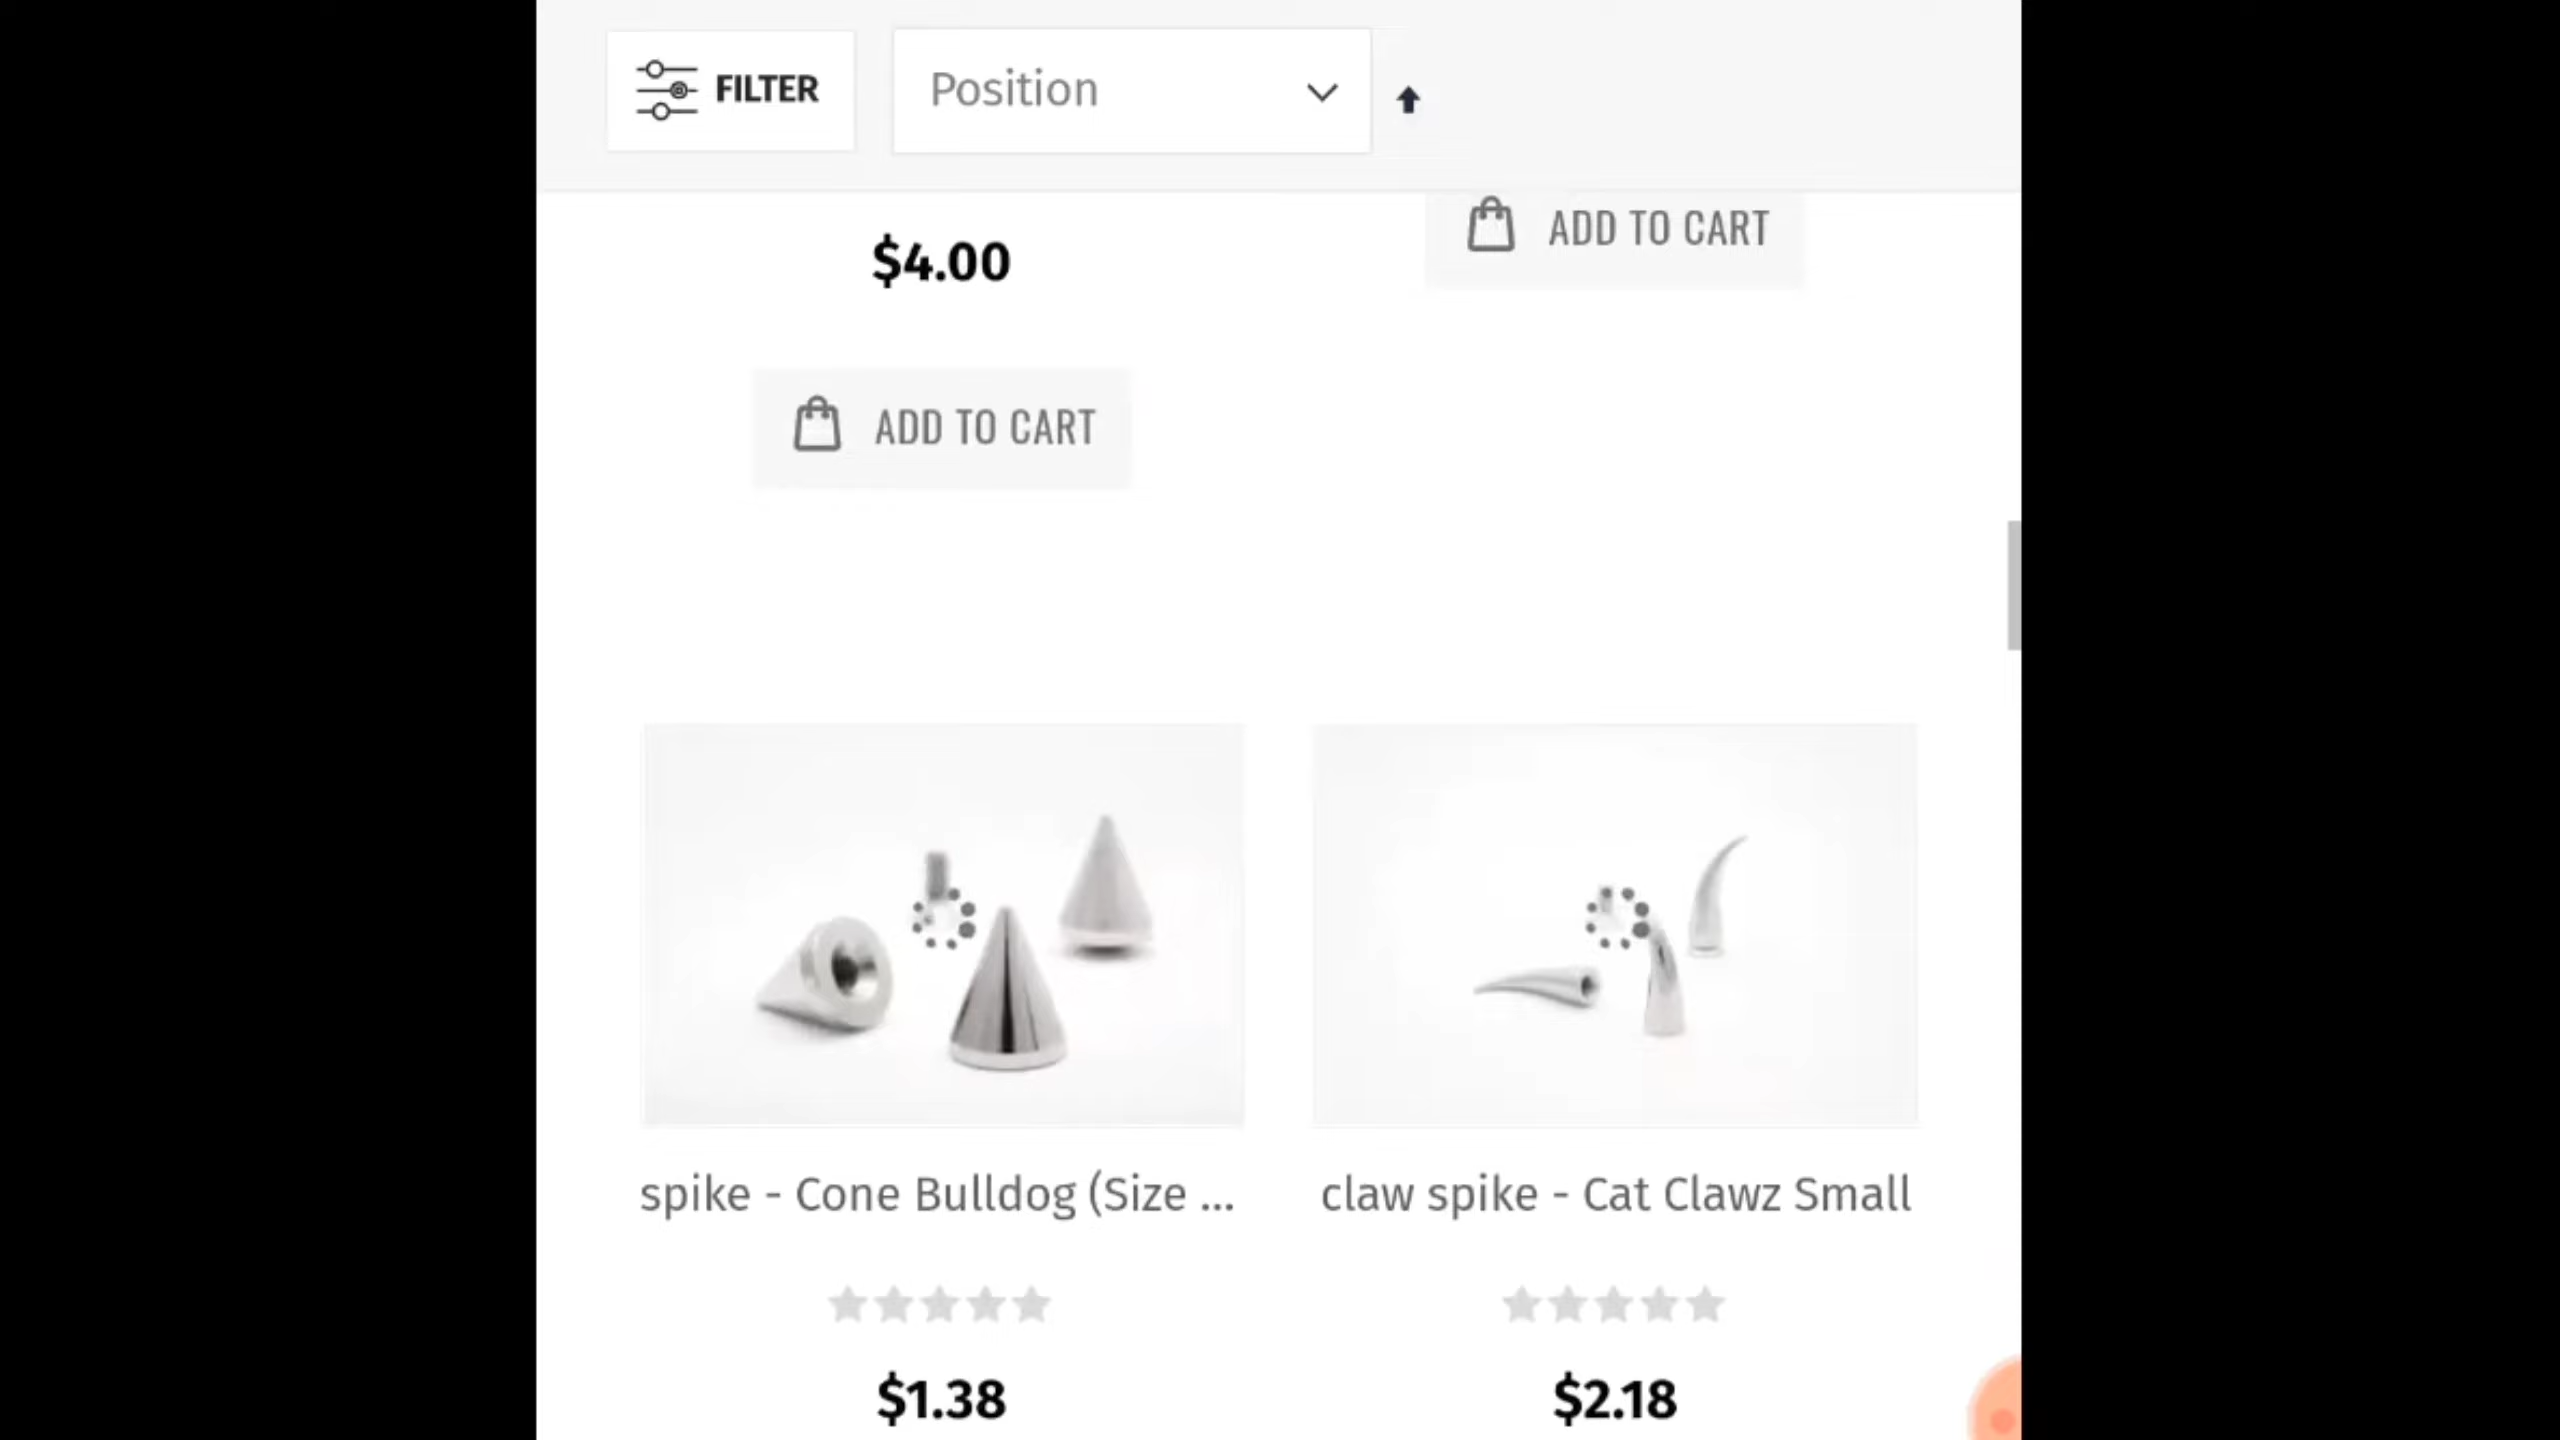 FILTER
Position
ADD TO CART
$4.00
ADD TO CART
spike - Cone Bulldog (Size ...
claw spike - Cat Clawz Small
$1.38
$2.18